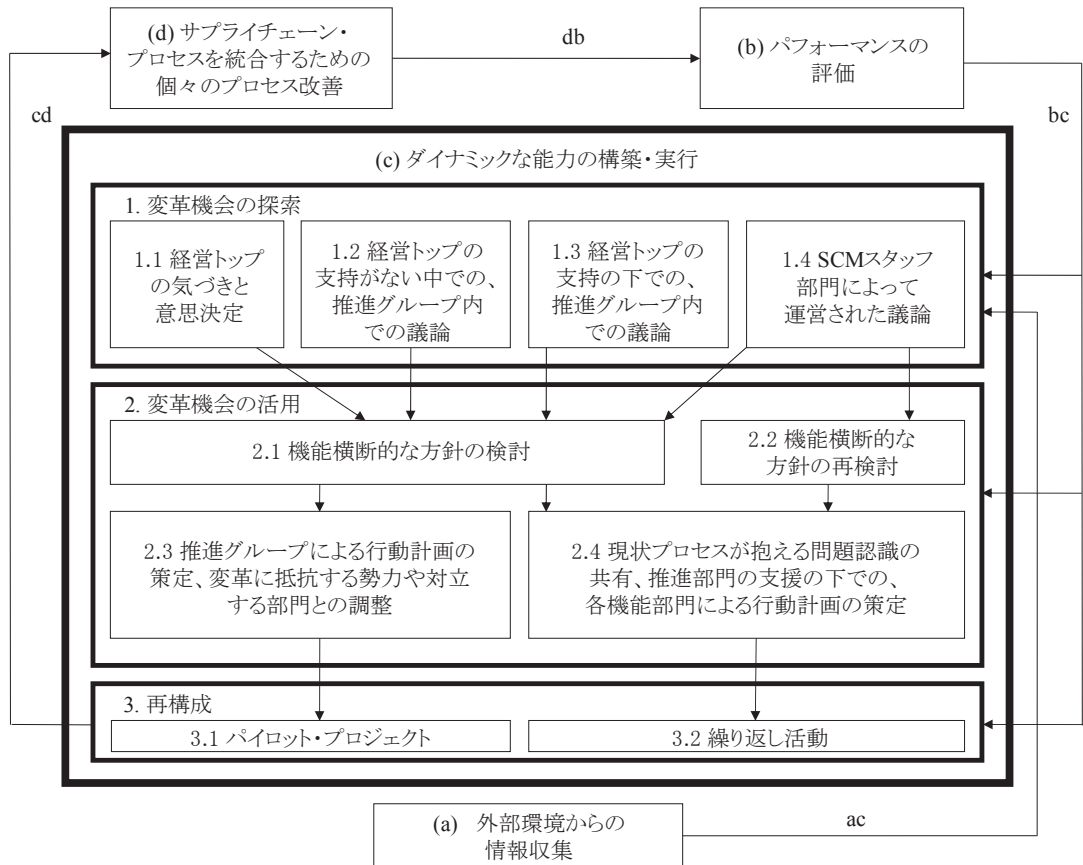 (d) サプライチェーン・
プロセスを統合するための
個々のプロセス改善
db
(b) パフォーマンスの
評価
cd
bc
(c) ダイナミックな能力の構築・実行
1. 変革機会の探索
1.1 経営トップ
の気づきと
意思決定
1.2 経営トップの
支持がない中での、
推進グループ内
での議論
1.3 経営トップの
支持の下での、
推進グループ内
での議論
1.4 SCMスタッフ
部門によって
運営された議論
2. 変革機会の活用
2.1 機能横断的な方針の検討
2.2 機能横断的な
方針の再検討
2.3 推進グループによる行動計画の
策定、変革に抵抗する勢力や対立
する部門との調整
2.4 現状プロセスが抱える問題認識の
共有、推進部門の支援の下での、
各機能部門による行動計画の策定
3. 再構成
3.1 パイロット・プロジェクト
3.2 繰り返し活動
(a) 外部環境からの
情報収集
ac